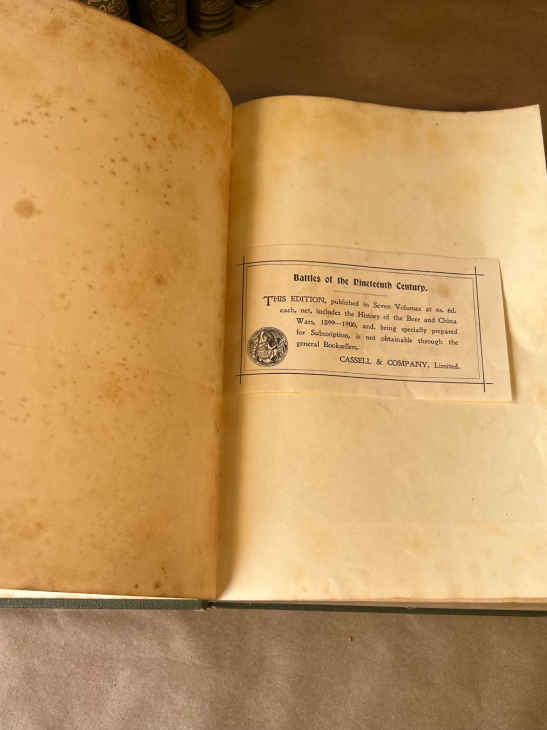 Battles of the Nineteenth Century.
THIS EDITION, published in Seven Volumes at 6s. 6d.
each, net, includes the History of the Boer and China
Wars, 1899—1900, and, being specially prepared
for Subscription, is not obtainable through the
general Booksellers.
CASSELL & COMPANY, Limited.